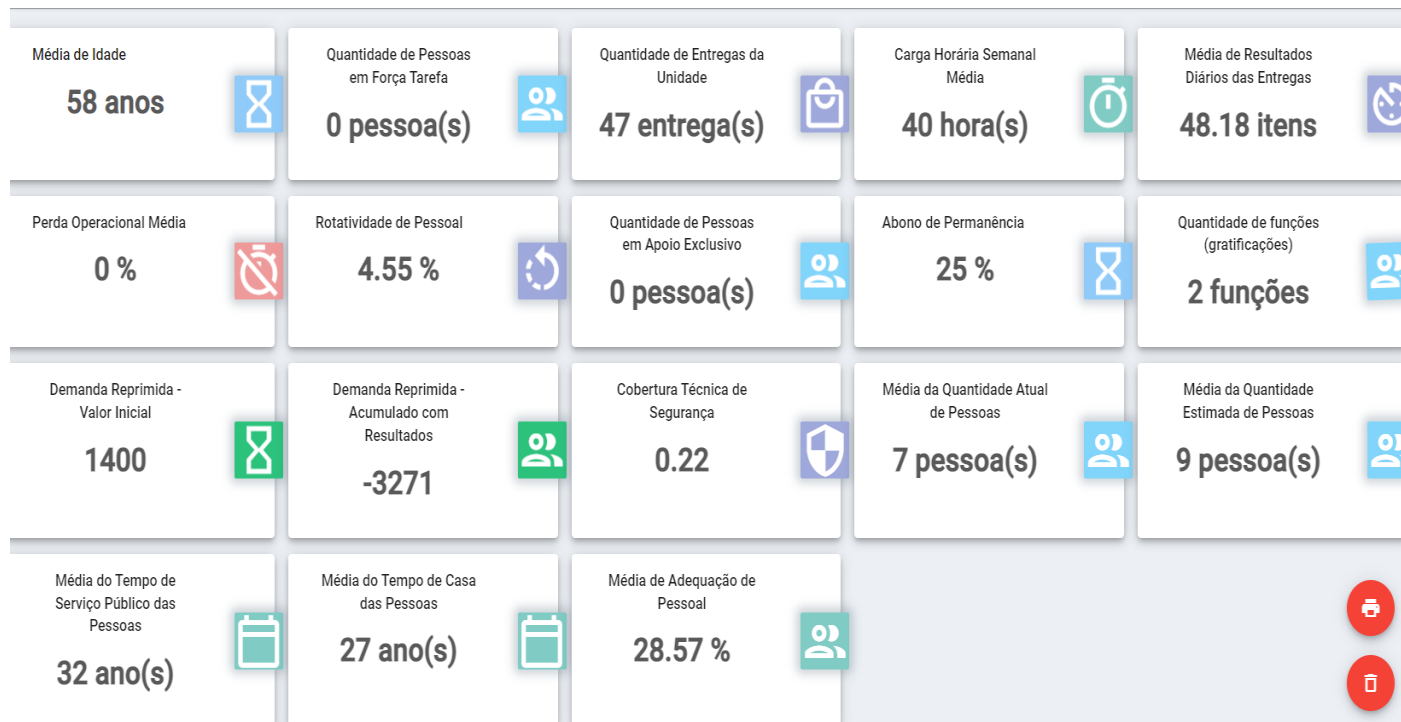 Média de Idade
58 anos
Quantidade de Pessoas
em Força Tarefa
0 pessoa(s)
Quantidade de Entregas da
Unidade
47 entrega(s)
Carga Horária Semanal
Média
40 hora(s)
Média de Resultados
Diários das Entregas
48.18 itens
Perda Operacional Média
0 %
Rotatividade de Pessoal
4.55 %
Quantidade de Pessoas
em Apoio Exclusivo
0 pessoa(s)
Abono de Permanência
25 %
Quantidade de funções
(gratificações)
2 funções
Demanda Reprimida -
Valor Inicial
1400
Demanda Reprimida -
Acumulado com
Resultados
-3271
Cobertura Técnica de
Segurança
0.22
Média da Quantidade Atual
de Pessoas
7 pessoa(s)
Média da Quantidade
Estimada de Pessoas
9 pessoa(s)
Média do Tempo de
Serviço Público das
Pessoas
32 ano(s)
Média do Tempo de Casa
das Pessoas
27 ano(s)
Média de Adequação de
Pessoal
28.57 %